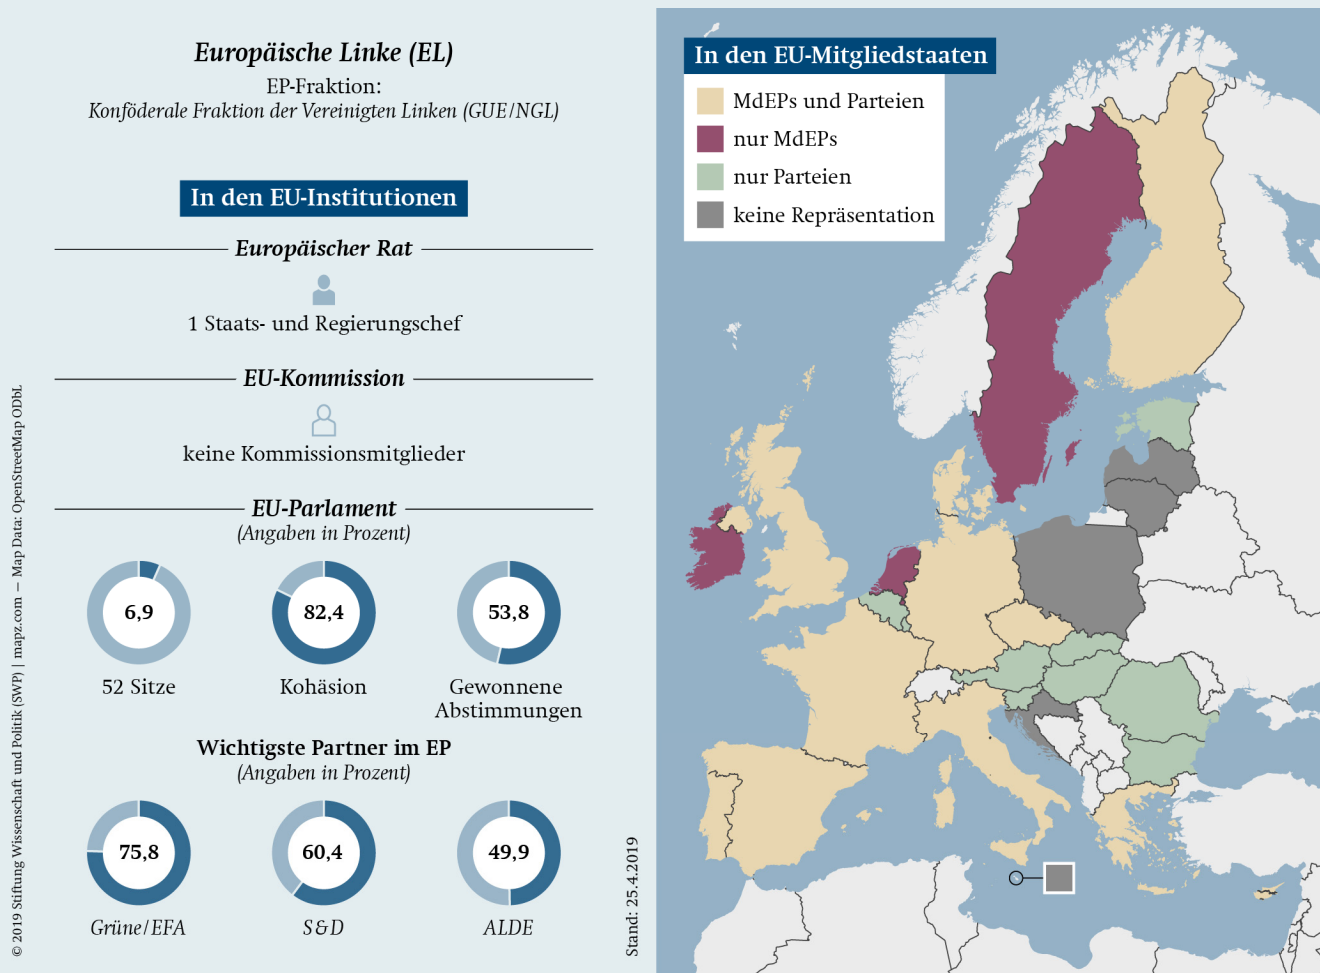 Europäische Linke (EL)
EP-Fraktion:
Konföderale Fraktion der Vereinigten Linken (GUE/NGL)
In den EU-Institutionen
Europäischer Rat
1 Staats- und Regierungschef
EU-Kommission
keine Kommissionsmitglieder
EU-Parlament
(Angaben in Prozent)
6,9
82,4
53,8
52 Sitze
Kohäsion
Gewonnene
Abstimmungen
Wichtigste Partner im EP
(Angaben in Prozent)
75,8
60,4
49,9
Grüne/EFA
S&D
ALDE
© 2019 Stiftung Wissenschaft und Politik (SWP) | mapz.com – Map Data: OpenStreetMap ODbL
Stand: 25.4.2019
In den EU-Mitgliedstaaten
MdEPs und Parteien
nur MdEPs
nur Parteien
keine Repräsentation